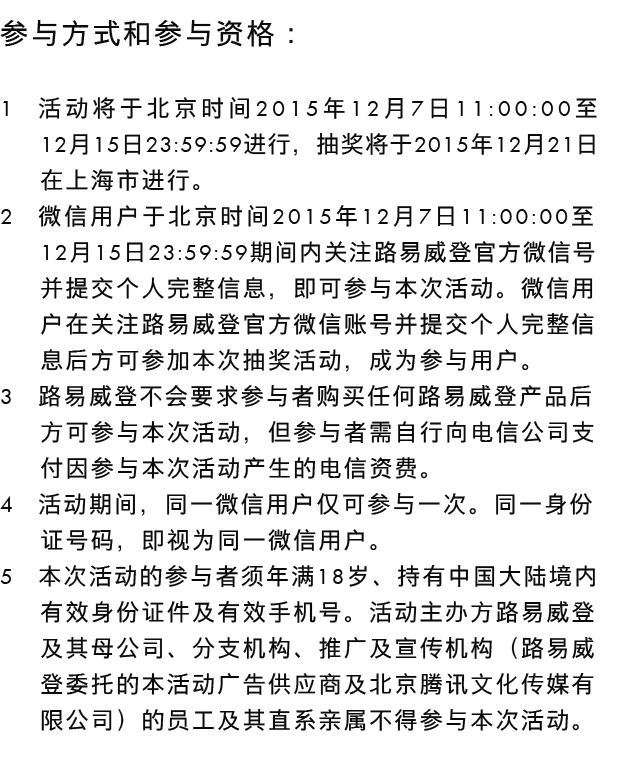 参与方式和参与资格：
1 活动将于北京时间2015年12月7日11:00:00至
12月15日23:59:59进行，抽奖将于2015年12月21日
在上海市进行。
2 微信用户于北京时间2015年12月7日11:00:00至
12月15日23:59:59期间内关注路易威登官方微信号
并提交个人完整信息，即可参与本次活动。微信用
户在关注路易威登官方微信账号并提交个人完整信
息后方可参加本次抽奖活动，成为参与用户。
3 路易威登不会要求参与者购买任何路易威登产品后
方可参与本次活动，但参与者需自行向电信公司支
付因参与本次活动产生的电信资费。
4 活动期间，同一微信用户仅可参与一次。同一身份
证号码，即视为同一微信用户。
5 本次活动的参与者须年满18岁、持有中国大陆境内
有效身份证件及有效手机号。活动主办方路易威登
及其母公司、分支机构、推广及宣传机构（路易威
登委托的本活动广告供应商及北京腾讯文化传媒有
限公司）的员工及其直系亲属不得参与本次活动。